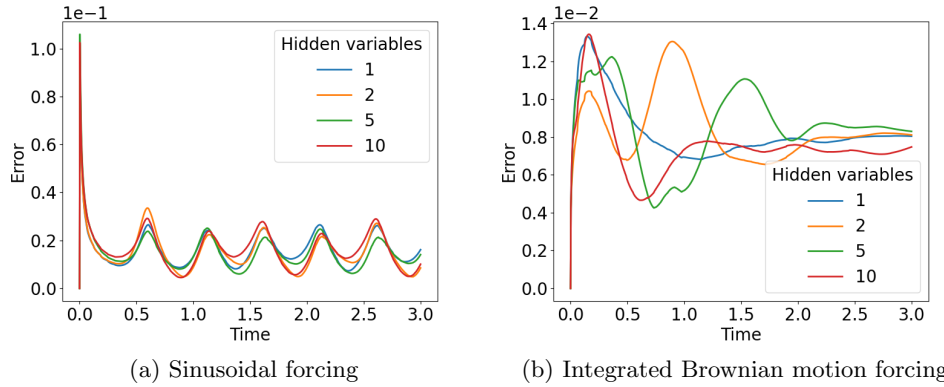 1e−1
Hidden variables
1
2
5
10
Error
1.0
0.8
0.6
0.4
0.2
0.0
0.0 0.5 1.0 1.5 2.0 2.5 3.0
Time
(a) Sinusoidal forcing
1e−2
Error
1.4
1.2
1.0
0.8
0.6
0.4
0.2
0.0
Hidden variables
1
2
5
10
0.0 0.5 1.0 1.5 2.0 2.5 3.0
Time
(b) Integrated Brownian motion forcing